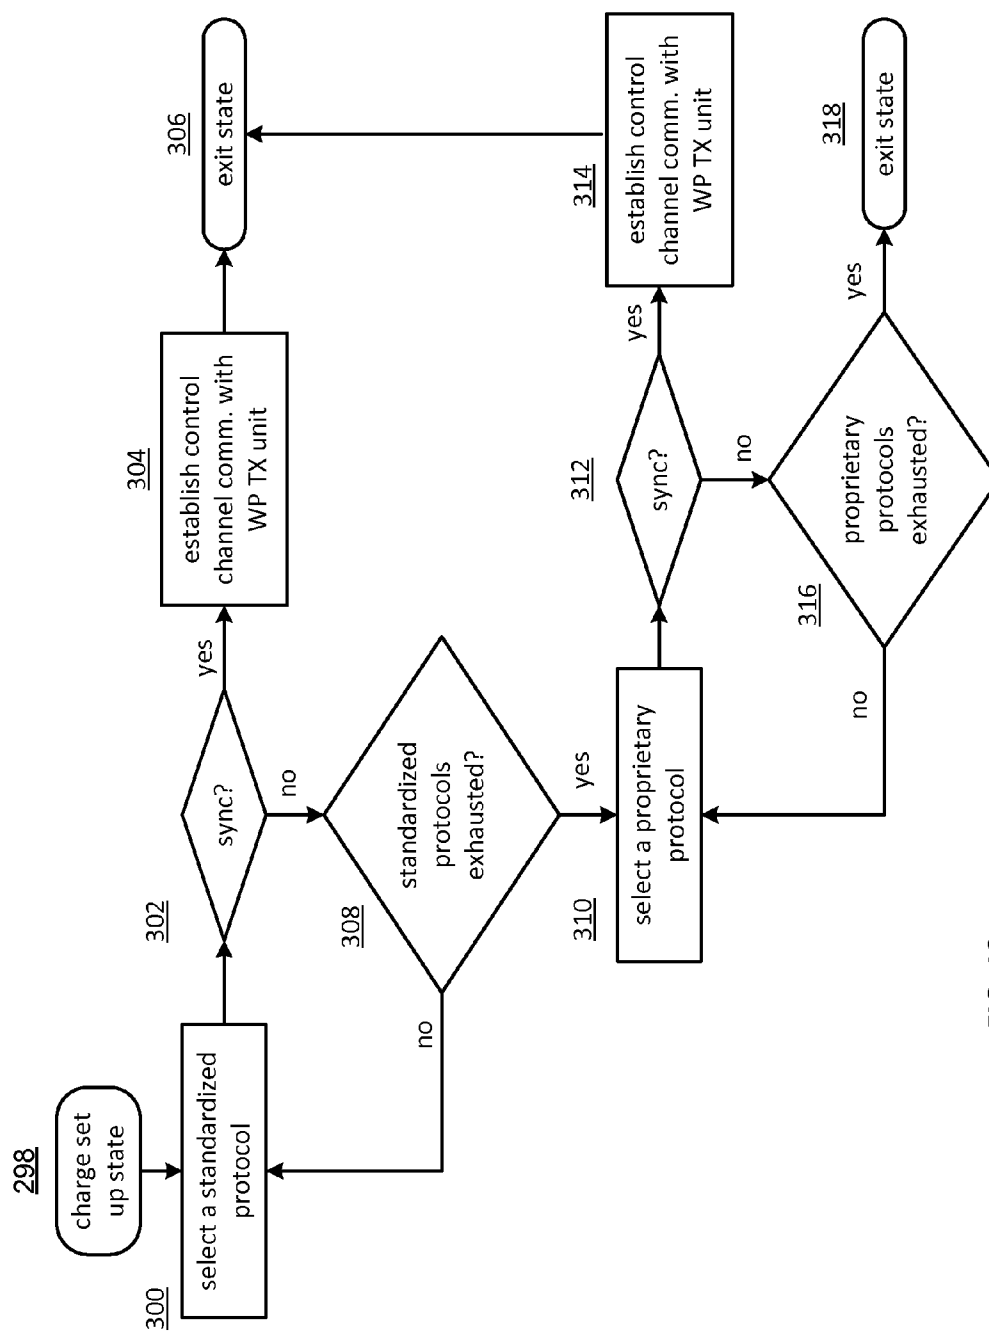 298
charge set
up state
300
select a standardized
protocol
302
sync?
yes
no
304
establish control
channel comm. with
WP TX unit
306
exit state
308
standardized
protocols
exhausted?
no
yes
310
select a proprietary
protocol
312
sync?
yes
no
314
establish control
channel comm. with
WP TX unit
316
proprietary
protocols
exhausted?
no
yes
318
exit state